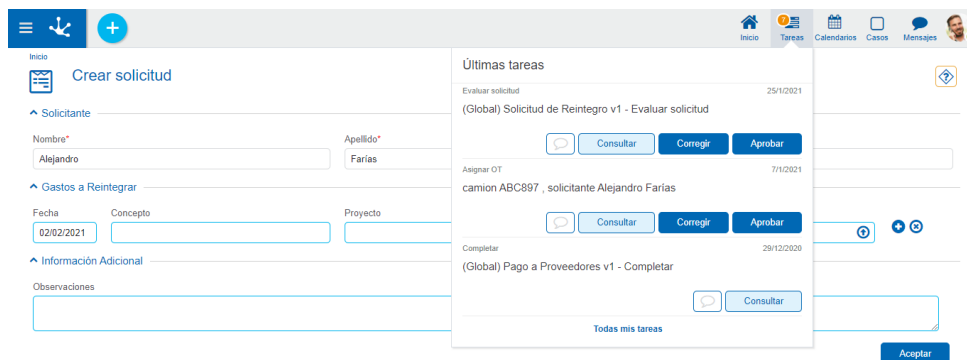 7
Inicio
Tareas
Calendarios
Casos
Mensajes
Inicio
Crear solicitud
Solicitante
Nombre*
Apellido*
Alejandro
Farías
Gastos a Reintegrar
Fecha
Concepto
Proyecto
02/02/2021
Información Adicional
Observaciones
Aceptar
Últimas tareas
Evaluar solicitud
25/1/2021
(Global) Solicitud de Reintegro v1 - Evaluar solicitud
Consultar
Corregir
Aprobar
Asignar OT
7/1/2021
camion ABC897 , solicitante Alejandro Farías
Consultar
Corregir
Aprobar
Completar
29/12/2020
(Global) Pago a Proveedores v1 - Completar
Consultar
Todas mis tareas